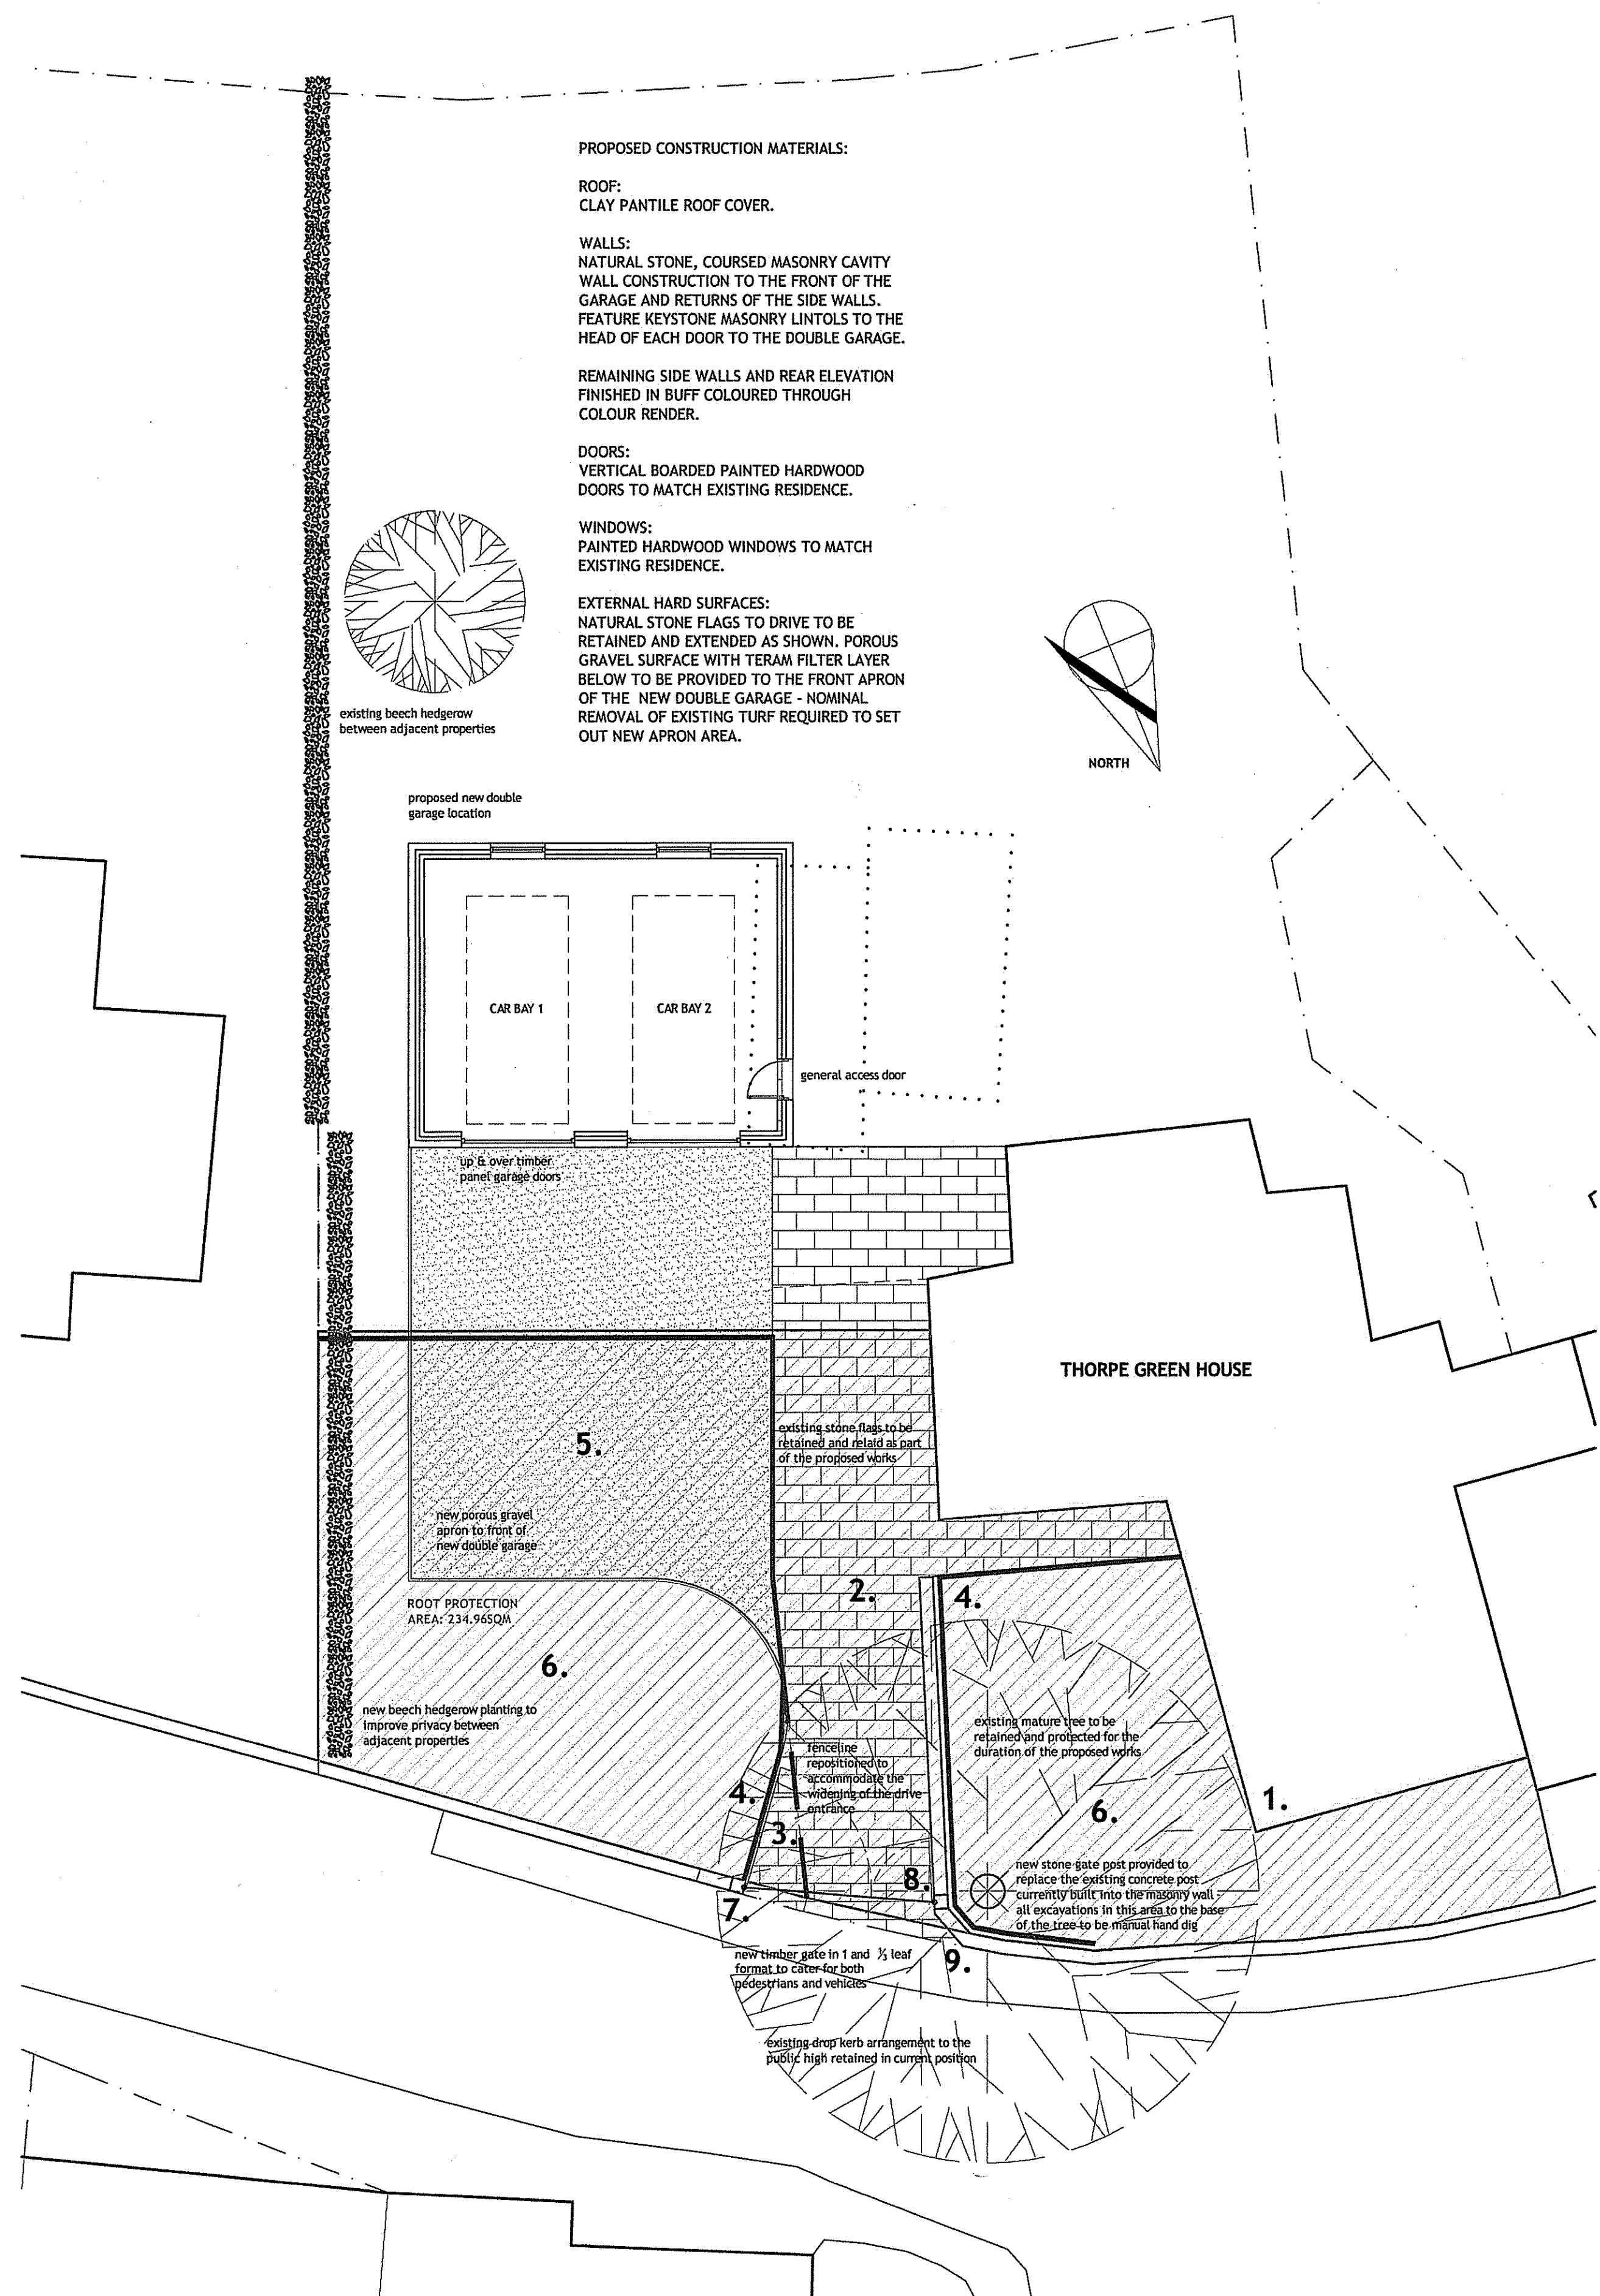 PROPOSED CONSTRUCTION MATERIALS:
ROOF:
CLAY PANTILE ROOF COVER.
WALLS:
NATURAL STONE, COURSED MASONRY CAVITY
WALL CONSTRUCTION TO THE FRONT OF THE
GARAGE AND RETURNS OF THE SIDE WALLS.
FEATURE KEYSTONE MASONRY LINTOLS TO THE
HEAD OF EACH DOOR TO THE DOUBLE GARAGE.
REMAINING SIDE WALLS AND REAR ELEVATION
FINISHED IN BUFF COLOURED THROUGH
COLOUR RENDER.
DOORS:
VERTICAL BOARDED PAINTED HARDWOOD
DOORS TO MATCH EXISTING RESIDENCE.
WINDOWS:
PAINTED HARDWOOD WINDOWS TO MATCH
EXISTING RESIDENCE.
EXTERNAL HARD SURFACES:
NATURAL STONE FLAGS TO DRIVE TO BE
RETAINED AND EXTENDED AS SHOWN. POROUS
GRAVEL SURFACE WITH TERAM FILTER LAYER
BELOW TO BE PROVIDED TO THE FRONT APRON
OF THE NEW DOUBLE GARAGE - NOMINAL
REMOVAL OF EXISTING TURF REQUIRED TO SET
OUT NEW APRON AREA.
existing beech hedgerow
between adjacent properties
NORTH
proposed new double
garage location
CAR BAY 1
CAR BAY 2
general access door
up & over timber
panel garage doors
THORPE GREEN HOUSE
existing stone flags to be
retained and relaid as part
of the proposed works
5.
new porous gravel
apron to front of
new double garage
2.
4.
ROOT PROTECTION
AREA: 234.96SQM
6.
new beech hedgerow planting to
improve privacy between
adjacent properties
existing mature tree to be
retained and protected for the
duration of the proposed works
fenceline
repositioned to
accommodate the
widening of the drive
entrance
4.
3.
6.
1.
8.
new stone gate post provided to
replace the existing concrete post
currently built into the masonry wall -
all excavations in this area to the base
of the tree to be manual hand dig
7.
9.
new timber gate in 1 and ⅓ leaf
format to cater for both
pedestrians and vehicles
existing drop kerb arrangement to the
public high retained in current position